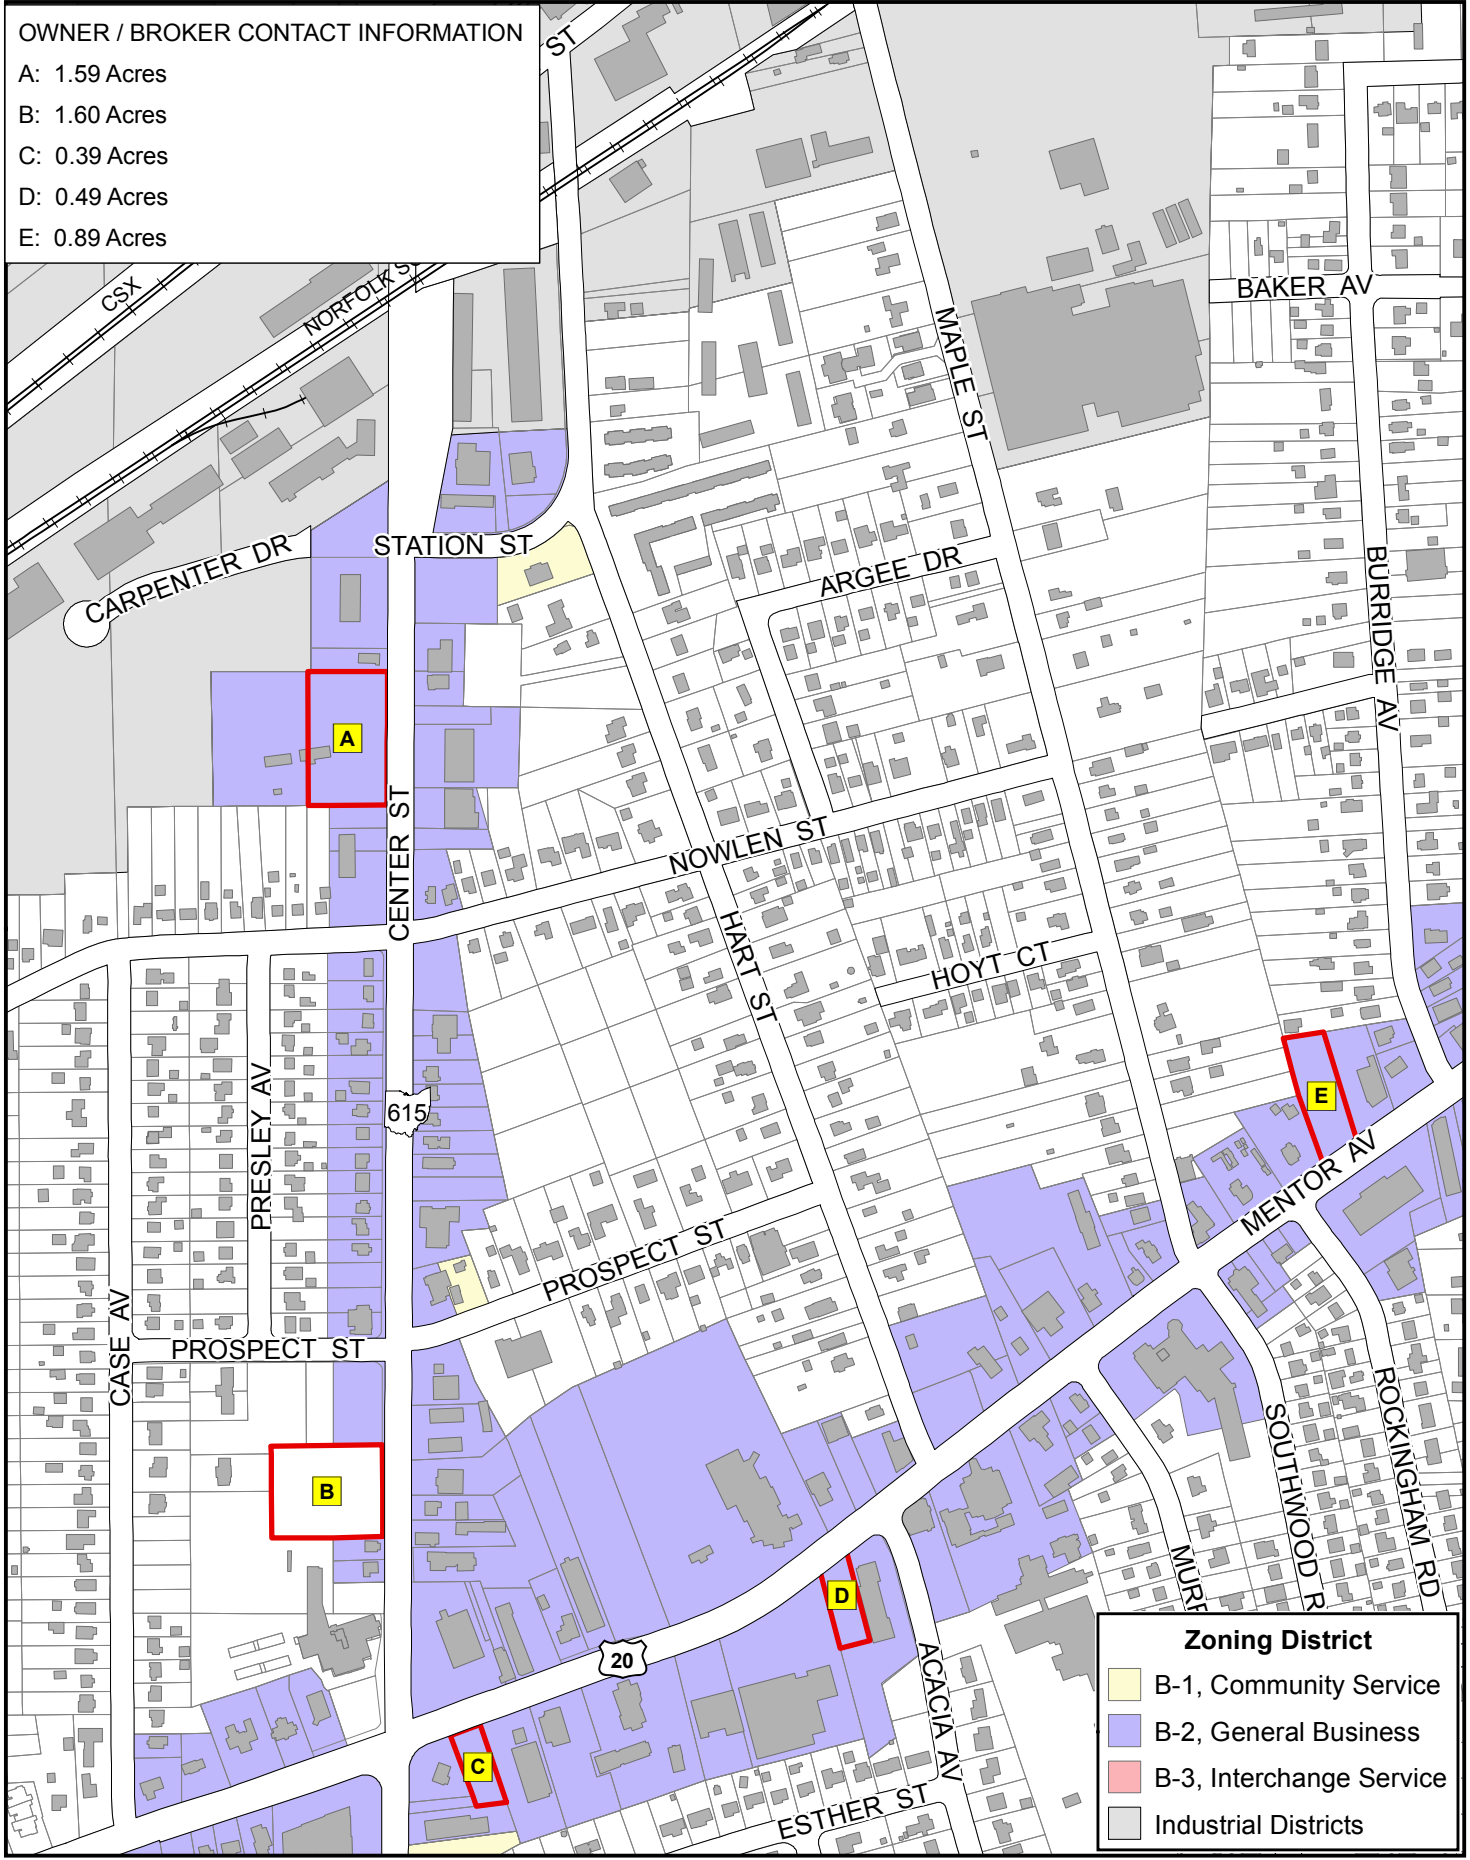 OWNER / BROKER CONTACT INFORMATION
A: 1.59 Acres
B: 1.60 Acres
C: 0.39 Acres
D: 0.49 Acres
E: 0.89 Acres
ST
CSX
NORFOLK
BAKER AV
MAPLE ST
STATION ST
CARPENTER DR
ARGEE DR
BURRIDGE AV
A
CENTER ST
NOWLEN ST
HART ST
HOYT CT
PRESLEY AV
615
E
MENTOR AV
PROSPECT ST
CASE AV
PROSPECT ST
SOUTHWOOD R
ROCKINGHAM RD
B
D
20
ACACIA AV
C
ESTHER ST
Zoning District
B-1, Community Service
B-2, General Business
B-3, Interchange Service
Industrial Districts